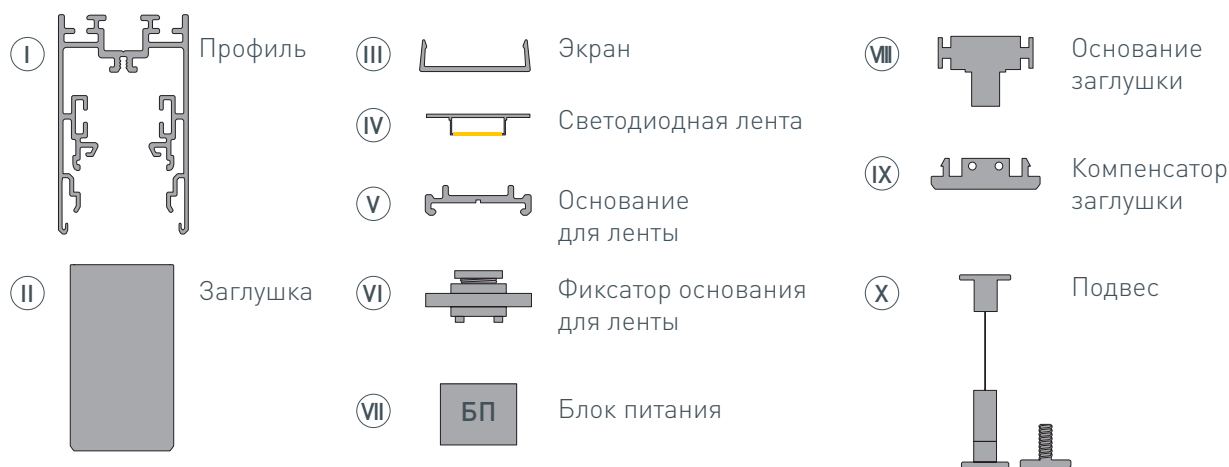 I
Профиль
II
Заглушка
III
Экран
IV
Светодиодная лента
V
Основание
для ленты
VI
Фиксатор основания
для ленты
VII
БП
Блок питания
VIII
Основание
заглушки
IX
Компенсатор
заглушки
X
Подвес